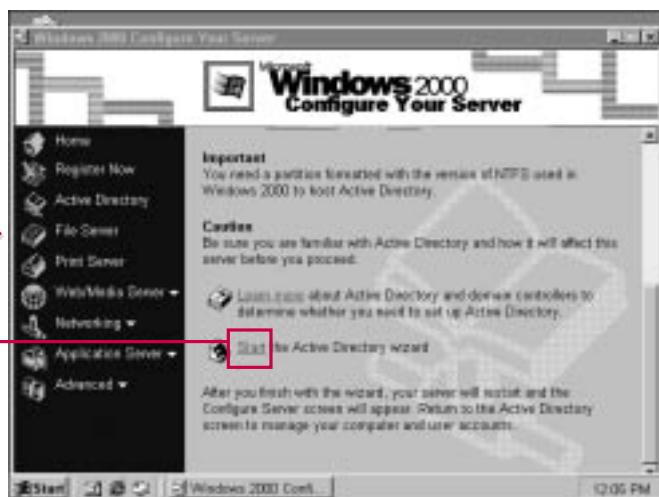 Windows 2000 Configure Your Server
Microsoft
Windows 2000
Configure Your Server
Home
Register Now
Active Directory
File Server
Print Server
Web/Media Server
Networking
Application Server
Advanced
Important
You need a partition formatted with the version of NTFS used in
Windows 2000 to host Active Directory.
Caution
Be sure you are familiar with Active Directory and how it will affect this
server before you proceed.
Learn more about Active Directory and domain controllers to
determine whether you need to set up Active Directory.
Start the Active Directory wizard
After you finish with the wizard, your server will restart and the
Configure Server screen will appear. Return to the Active Directory
screen to manage your computer and user accounts.
Start
Windows 2000 Conf...
12:05 PM